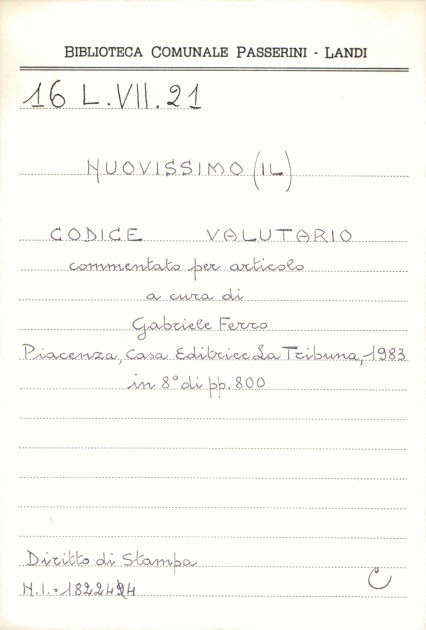 BIBLIOTECA COMUNALE PASSERINI - LANDI
16 L.VII.21
NUOVISSIMO (IL)
CODICE VALUTARIO
commentato per articolo
a cura di
Gabriele Ferro
Piacenza, Casa Editrice La Tribuna, 1983
in 8° di pp. 800
Diritto di Stampa
C